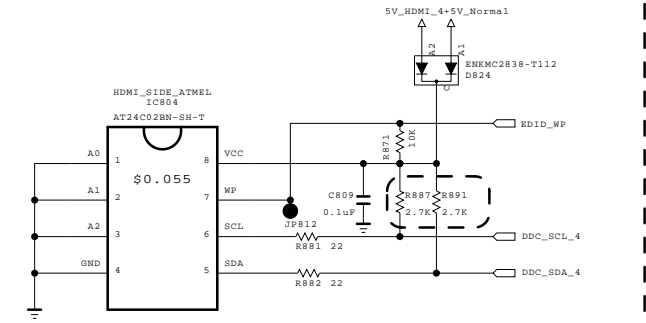 5V_HDMI_4+5V_Normal
A2
A1
ENKMC2838-T112
D824
C
HDMI_SIDE_ATMEL
IC804
AT24C02BN-SH-T
EDID_WP
R871
10K
A0
1
8
VCC
$0.055
A1
2
7
WP
C809
0.1uF
R887
2.7K
R891
2.7K
JP812
A2
3
6
SCL
DDC_SCL_4
R881 22
GND
4
5
SDA
DDC_SDA_4
R882 22